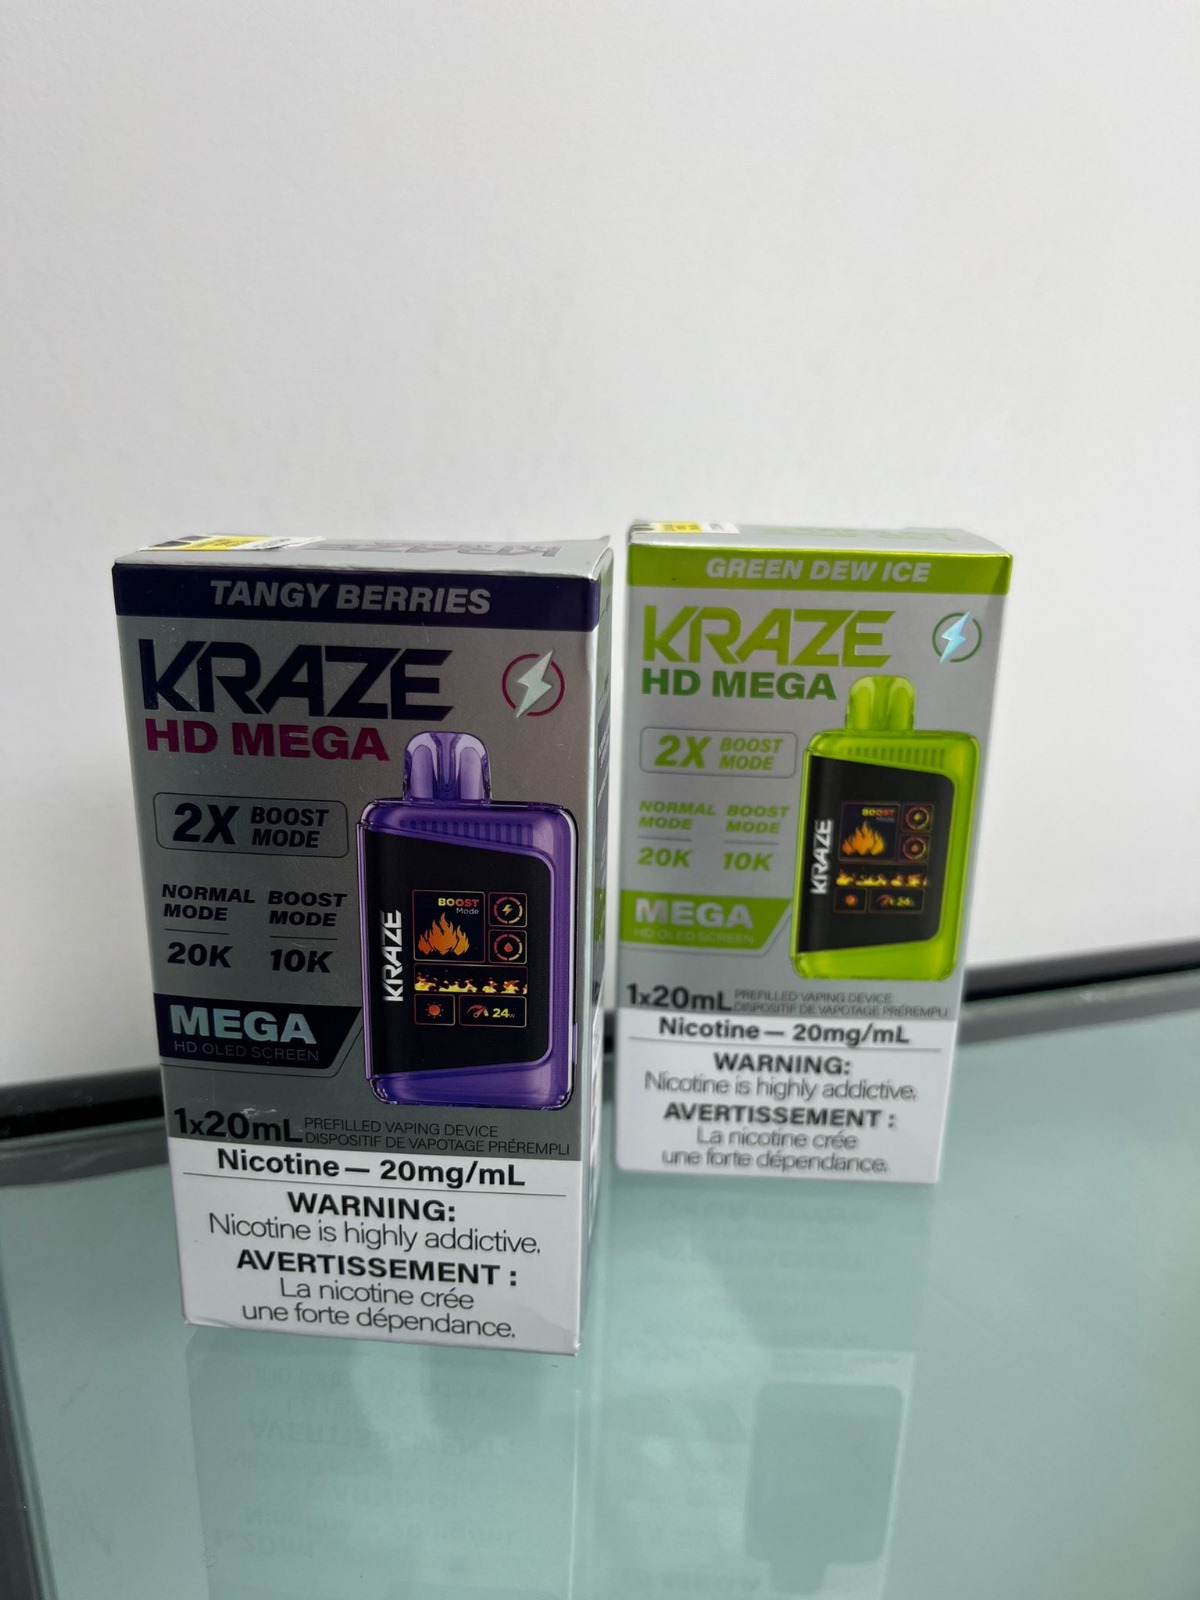 TANGY BERRIES
KRAZE
HD MEGA
2X BOOST
MODE
NORMAL MODE
BOOST MODE
20K
10K
KRAZE
BOOST
Mode
24W
MEGA
HD OLED SCREEN
1x20mL PREFILLED VAPING DEVICE
DISPOSITIF DE VAPOTAGE PRÉREMPLI
Nicotine — 20mg/mL
WARNING:
Nicotine is highly addictive.
AVERTISSEMENT :
La nicotine crée
une forte dépendance.
GREEN DEW ICE
KRAZE
HD MEGA
2X BOOST
MODE
NORMAL MODE
BOOST MODE
20K
10K
KRAZE
BOOST
Mode
24
MEGA
HD OLED SCREEN
1x20mL PREFILLED VAPING DEVICE
DISPOSITIF DE VAPOTAGE PRÉREMPLI
Nicotine — 20mg/mL
WARNING:
Nicotine is highly addictive.
AVERTISSEMENT :
La nicotine crée
une forte dépendance.